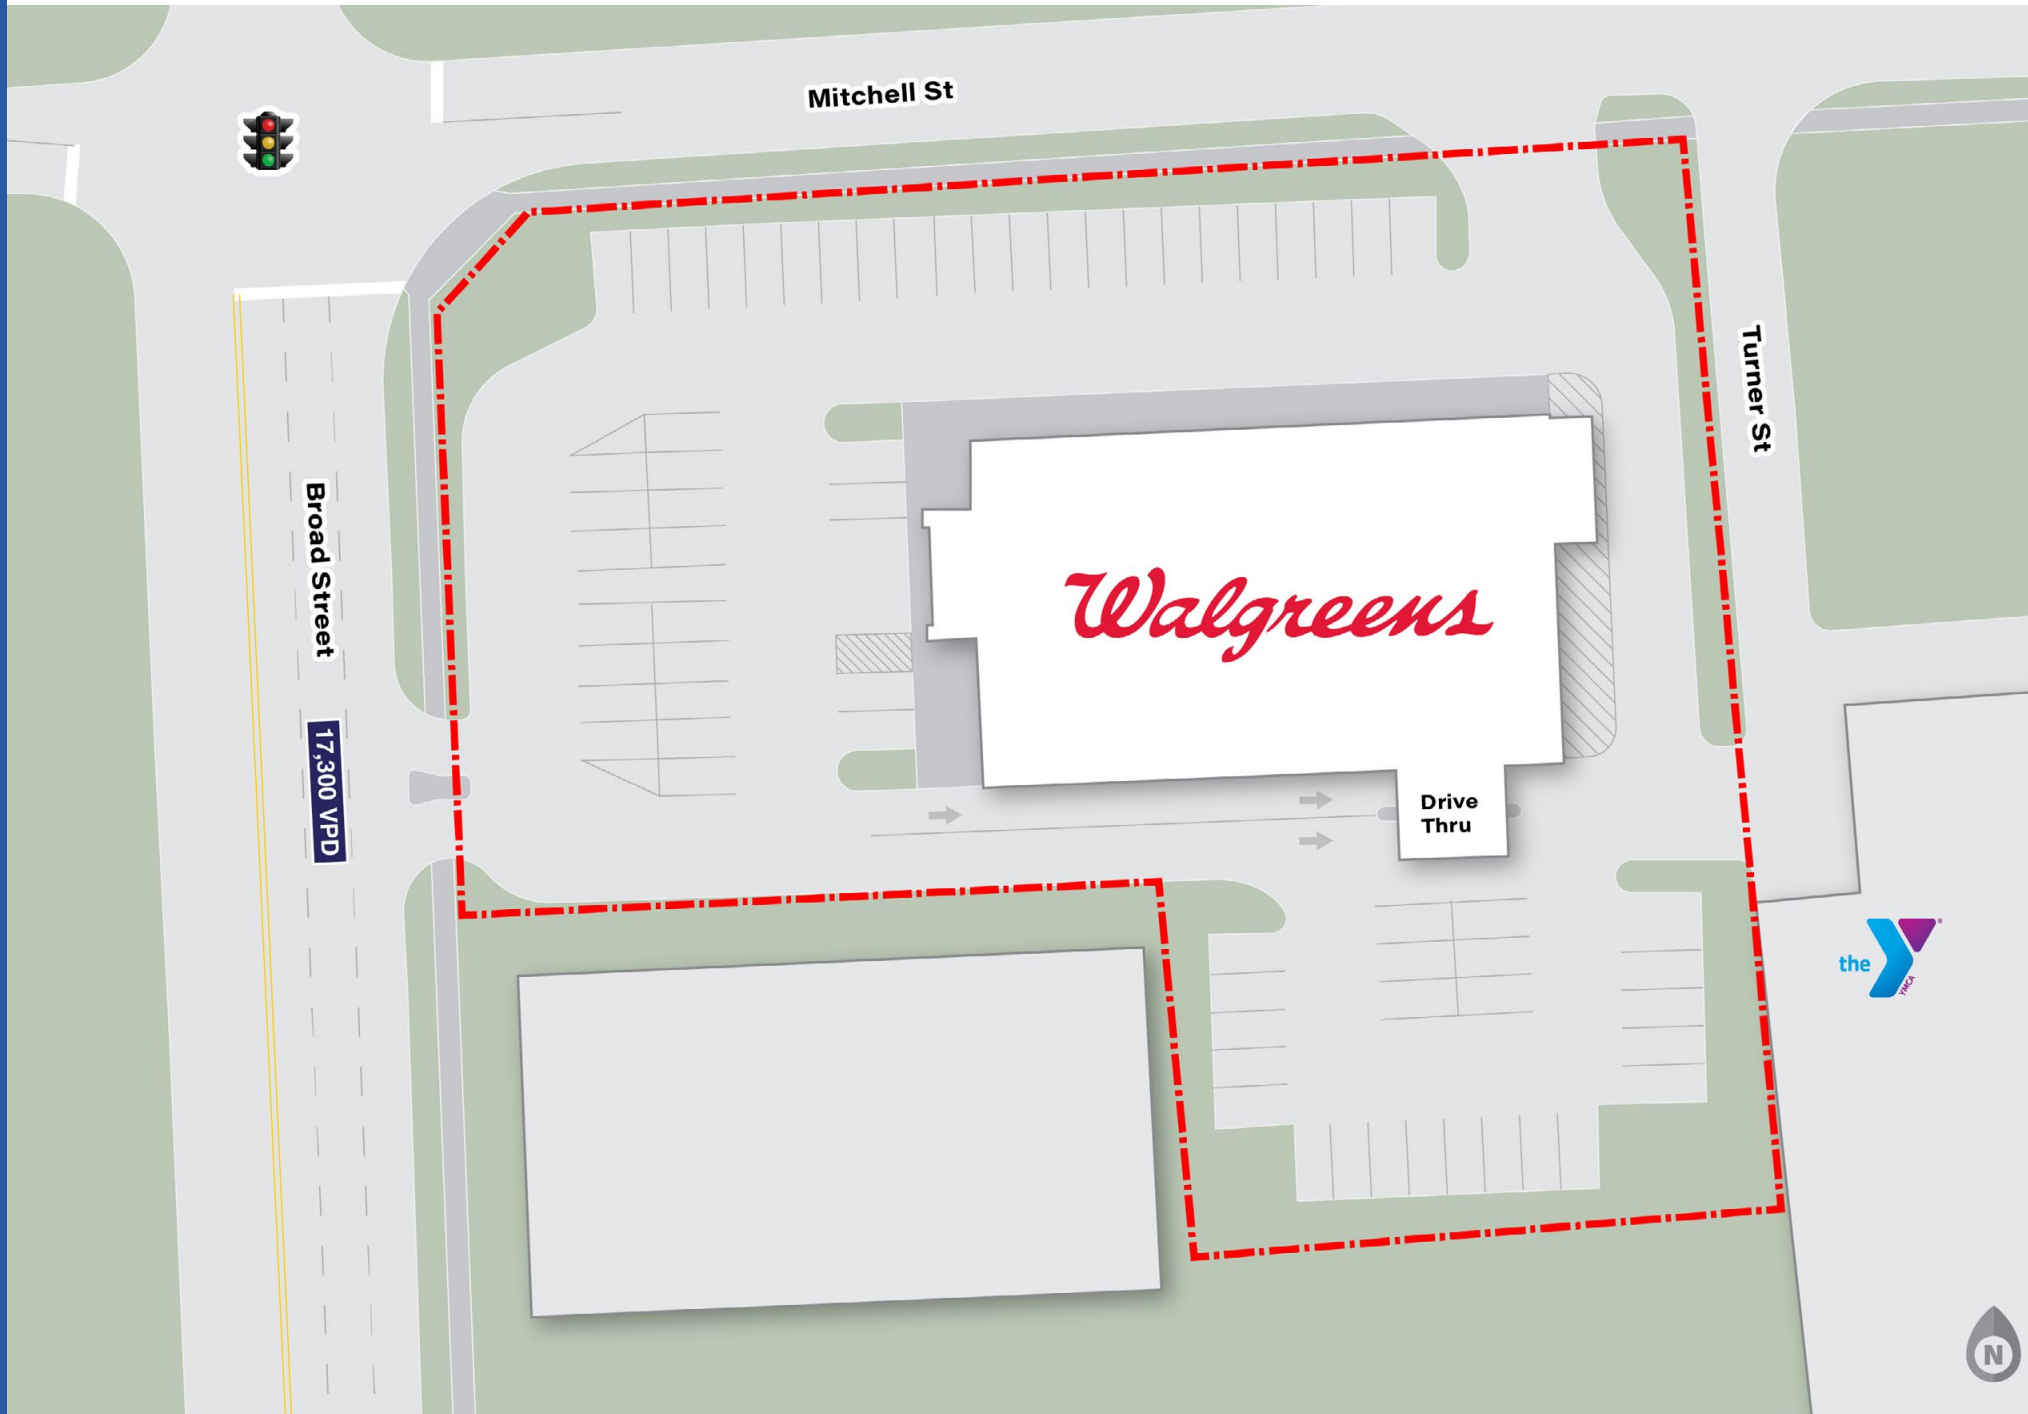 Mitchell St
Turner St
Broad Street
17,300 VPD
Walgreens
Drive
Thru
the
YMCA
N